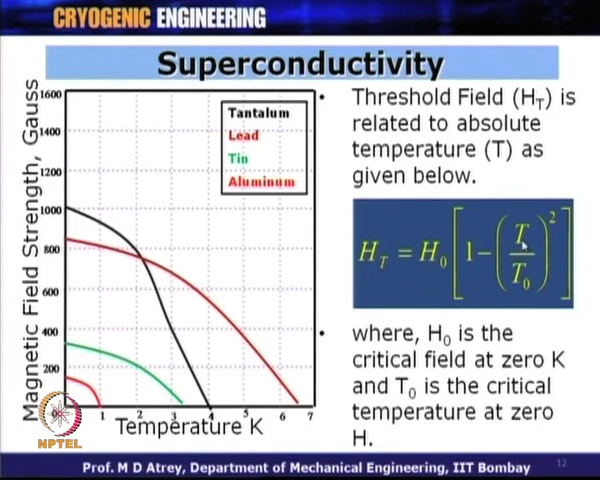 CRYOGENIC ENGINEERING
Superconductivity
Magnetic Field Strength, Gauss
1600
1400
1200
1000
800
600
400
200
0
1
2
3
4
5
6
7
Temperature K
Tantalum
Lead
Tin
Aluminum
• Threshold Field (H_T) is
related to absolute
temperature (T) as
given below.
H_T = H_0 [1 − (T/T_0)^2]
• where, H_0 is the
critical field at zero K
and T_0 is the critical
temperature at zero
H.
NPTEL
Prof. M D Atrey, Department of Mechanical Engineering, IIT Bombay
12